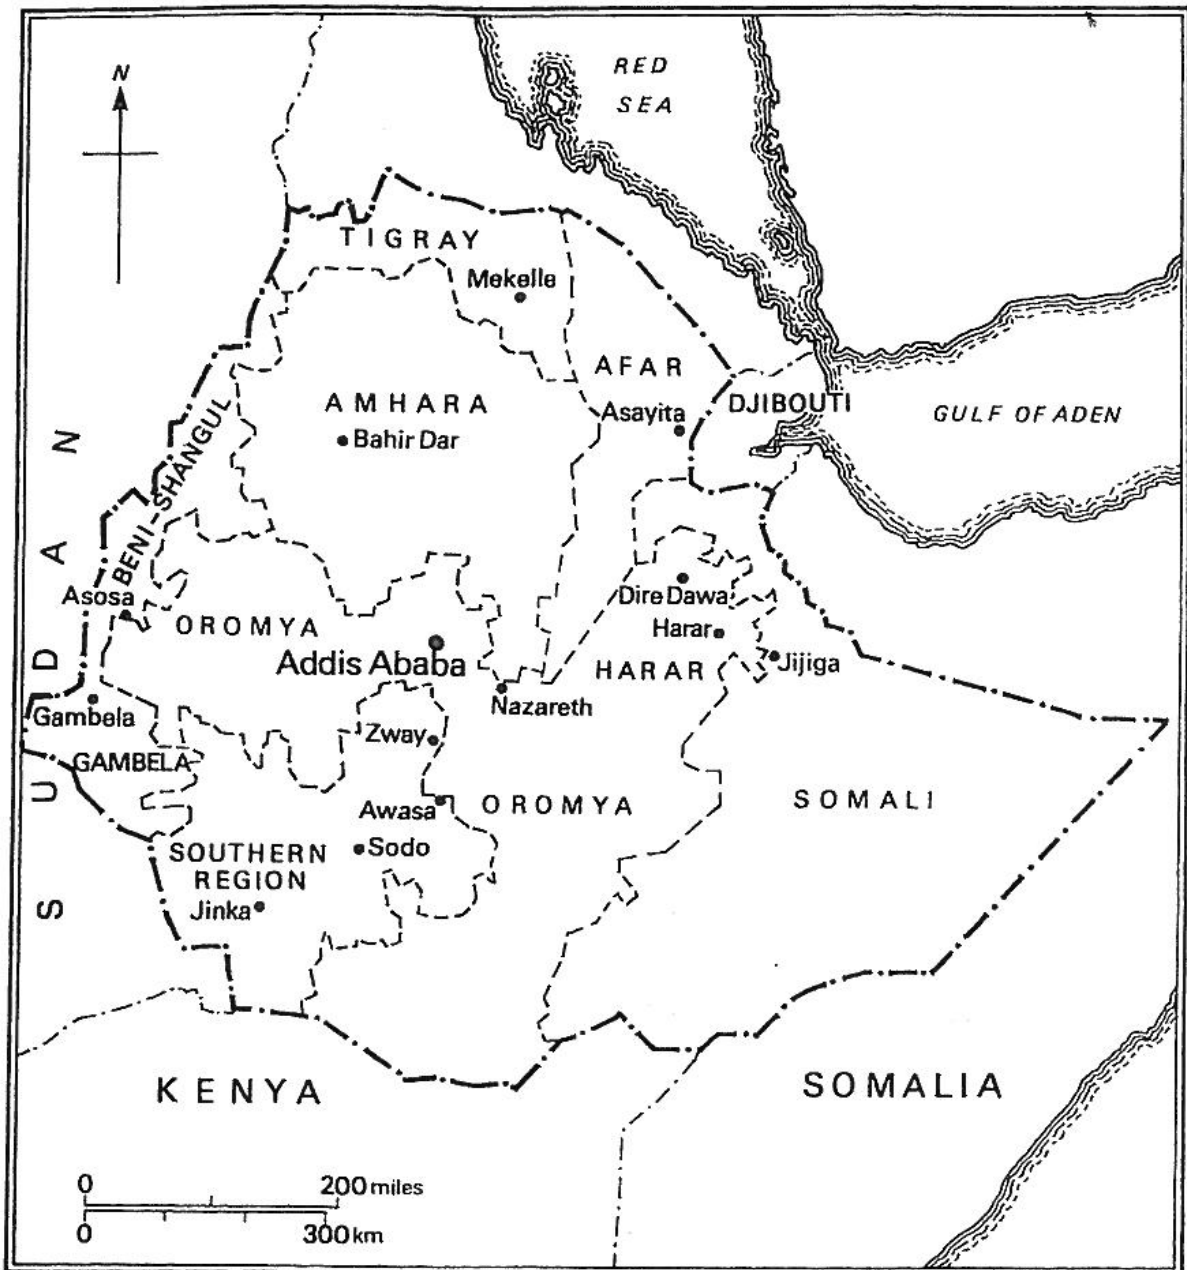 N
RED
SEA
TIGRAY
Mekelle
AFAR
AMHARA
Asayita
DJIBOUTI
GULF OF ADEN
Bahir Dar
BENI-SHANGUL
SUDAN
Asosa
OROMYA
Dire Dawa
Harar
Addis Ababa
HARAR
Jijiga
Gambela
Nazareth
Zway
GAMBELA
Awasa
OROMYA
SOMALI
SOUTHERN
REGION
Sodo
Jinka
KENYA
SOMALIA
0 200 miles
0 300 km